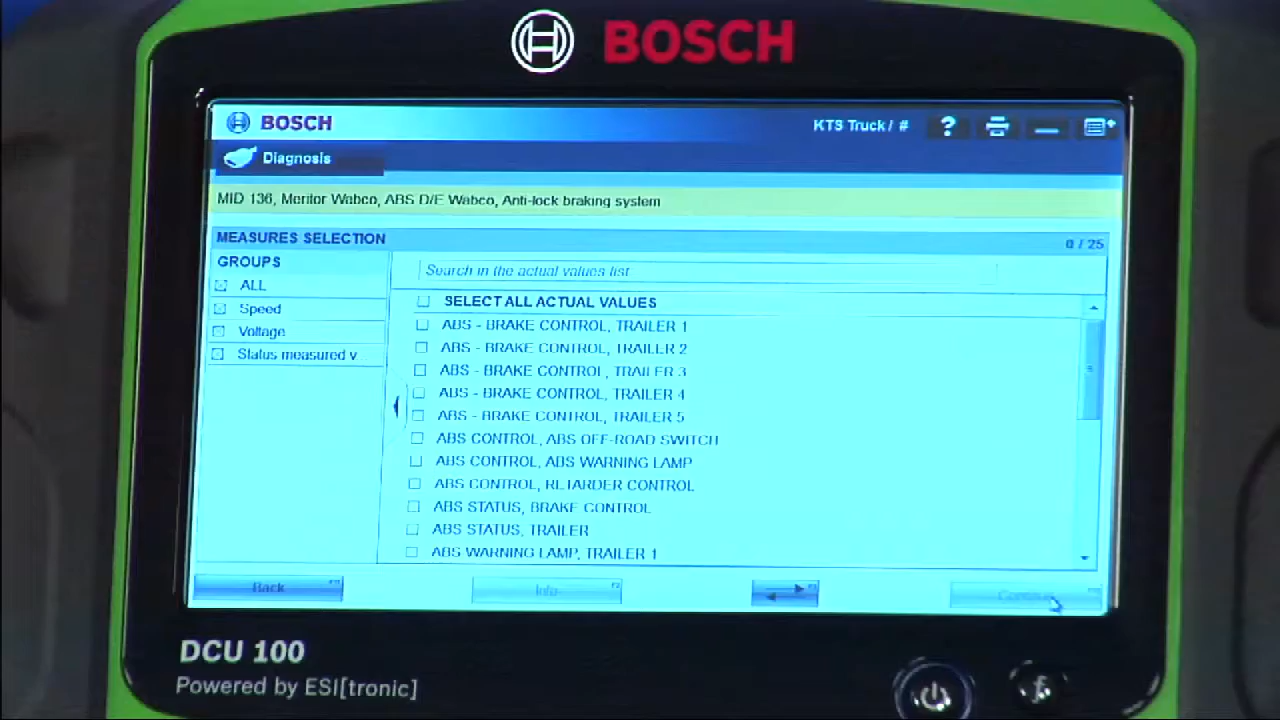 BOSCH
BOSCH
KTS Truck / #
?
Diagnosis
MID 136, Meritor Wabco, ABS D/E Wabco, Anti-lock braking system
MEASURES SELECTION
0 / 25
GROUPS
ALL
Speed
Voltage
Status measured v
Search in the actual values list
SELECT ALL ACTUAL VALUES
ABS - BRAKE CONTROL, TRAILER 1
ABS - BRAKE CONTROL, TRAILER 2
ABS - BRAKE CONTROL, TRAILER 3
ABS - BRAKE CONTROL, TRAILER 4
ABS - BRAKE CONTROL, TRAILER 5
ABS CONTROL, ABS OFF-ROAD SWITCH
ABS CONTROL, ABS WARNING LAMP
ABS CONTROL, RETARDER CONTROL
ABS STATUS, BRAKE CONTROL
ABS STATUS, TRAILER
ABS WARNING LAMP, TRAILER 1
Back
Info
Continue
DCU 100
Powered by ESI[tronic]